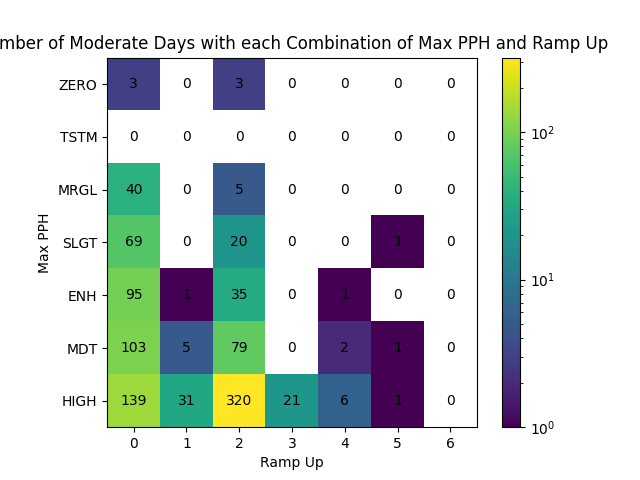 mber of Moderate Days with each Combination of Max PPH and Ramp Up
ZERO 3 0 3 0 0 0 0
TSTM 0 0 0 0 0 0 0
MRGL 40 0 5 0 0 0 0
SLGT 69 0 20 0 0 1 0
ENH 95 1 35 0 1 0 0
MDT 103 5 79 0 2 1 0
HIGH 139 31 320 21 6 1 0
0 1 2 3 4 5 6
Ramp Up
Max PPH
10²
10¹
10⁰